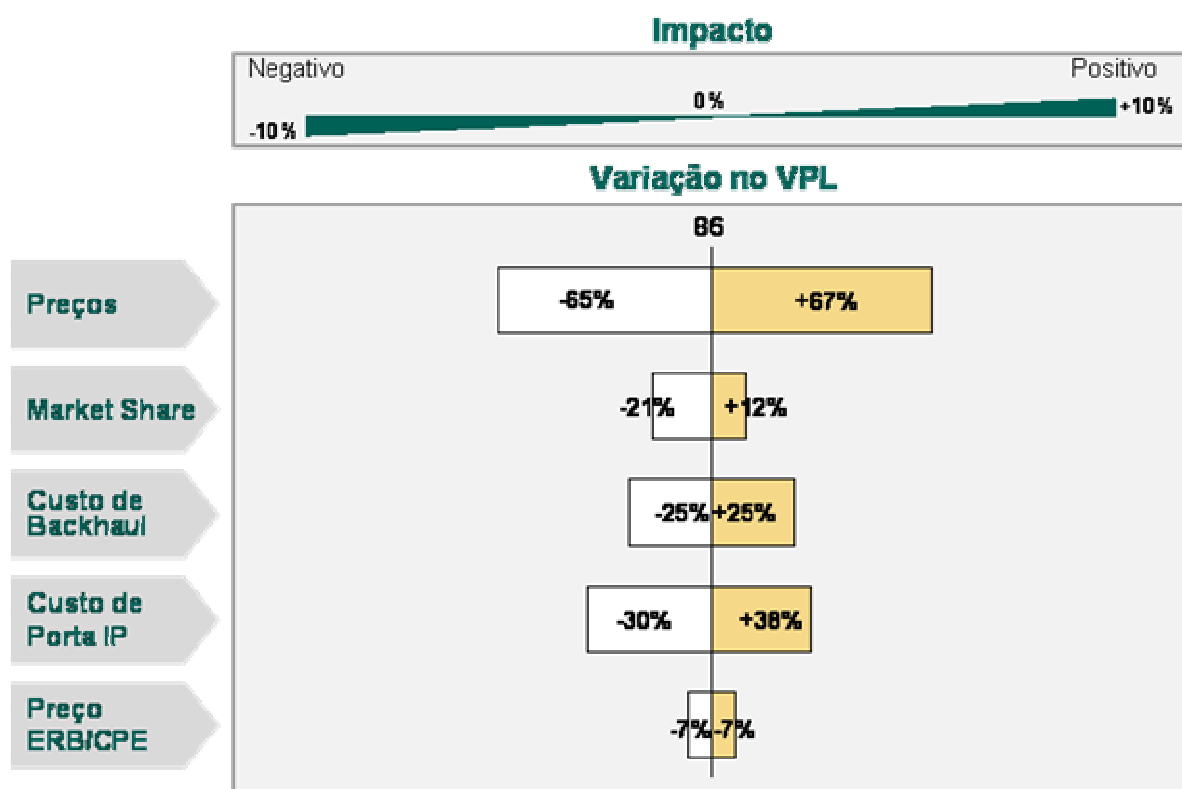 Impacto
Negativo
Positivo
0%
-10%
+10%
Variação no VPL
86
Preços
-65%
+67%
Market Share
-21%
+12%
Custo de
Backhaul
-25%
+25%
Custo de
Porta IP
-30%
+38%
Preço
ERB/CPE
-7%
-7%